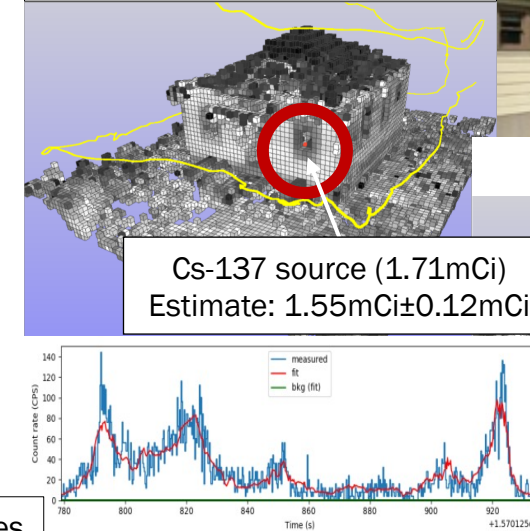 Cs-137 source (1.71mCi)
Estimate: 1.55mCi±0.12mCi
measured
fit
bkg (fit)
Count rate (CPS)
140
120
100
80
60
40
20
0
780 800 820 840 860 880 900 920
Time (s)
es